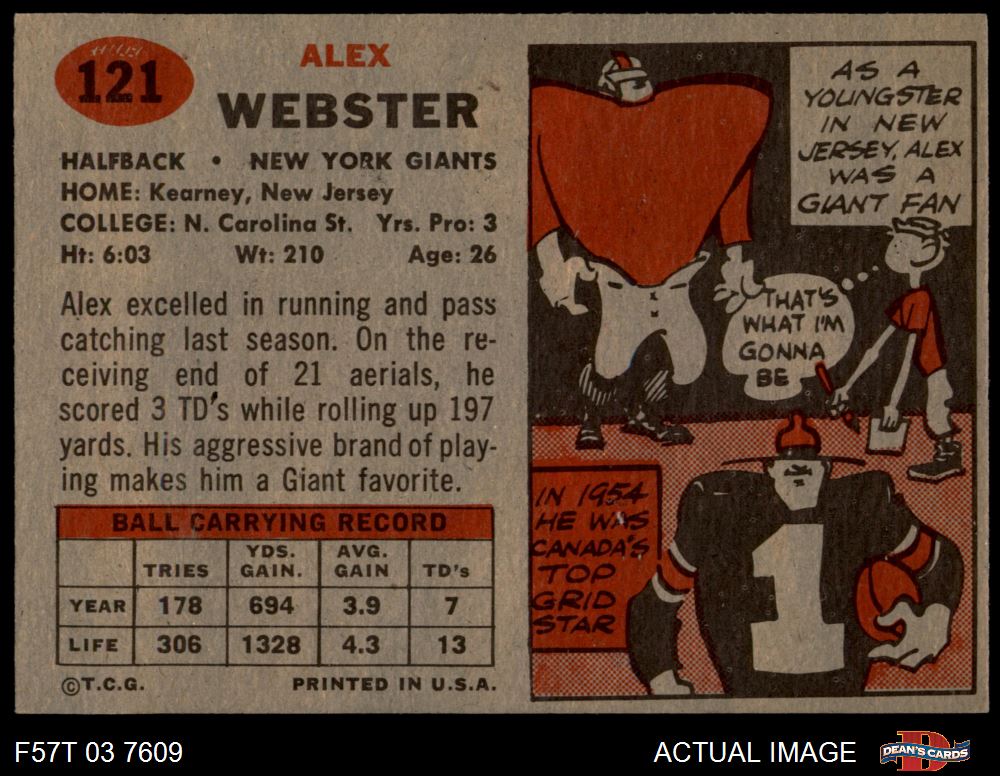 121
ALEX
WEBSTER
HALFBACK • NEW YORK GIANTS
HOME: Kearney, New Jersey
COLLEGE: N. Carolina St. Yrs. Pro: 3
Ht: 6:03 Wt: 210 Age: 26
Alex excelled in running and pass
catching last season. On the re-
ceiving end of 21 aerials, he
scored 3 TD's while rolling up 197
yards. His aggressive brand of play-
ing makes him a Giant favorite.
BALL CARRYING RECORD
TRIES YDS. GAIN. AVG. GAIN TD's
YEAR 178 694 3.9 7
LIFE 306 1328 4.3 13
©T.C.G. PRINTED IN U.S.A.
AS A
YOUNGSTER
IN NEW
JERSEY, ALEX
WAS A
GIANT FAN
THAT'S
WHAT I'M
GONNA
BE
IN 1954
HE WAS
CANADA'S
TOP
GRID
STAR
1
F57T 03 7609
ACTUAL IMAGE
D
DEAN'S CARDS